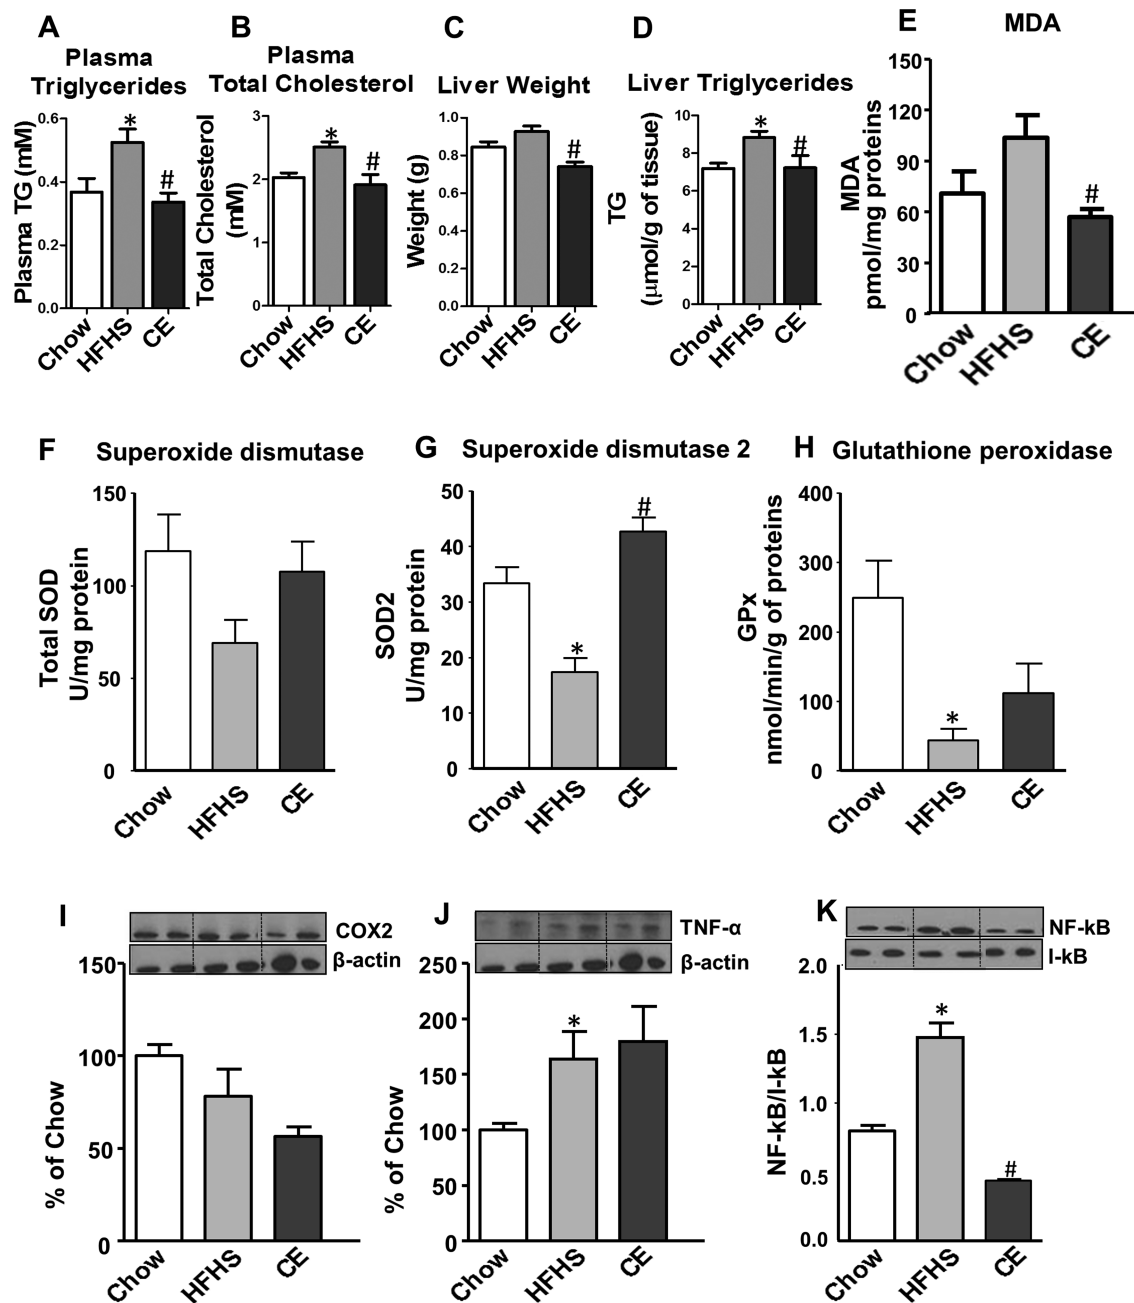 A
Plasma
Triglycerides
Plasma TG (mM)
0.6
0.4
0.2
0.0
*
#
Chow
HFHS
CE
B
Plasma
Total Cholesterol
Total Cholesterol
(mM)
3
2
1
0
*
#
Chow
HFHS
CE
C
Liver Weight
Weight (g)
1.0
0.8
0.6
0.4
0.2
0.0
#
Chow
HFHS
CE
D
Liver Triglycerides
TG
(μmol/g of tissue)
10
8
6
4
2
0
*
#
Chow
HFHS
CE
E
MDA
MDA
pmol/mg proteins
150
120
90
60
30
0
#
Chow
HFHS
CE
F
Superoxide dismutase
Total SOD
U/mg protein
150
100
50
0
Chow
HFHS
CE
G
Superoxide dismutase 2
SOD2
U/mg protein
50
40
30
20
10
0
*
#
Chow
HFHS
CE
H
Glutathione peroxidase
GPx
nmol/min/g of proteins
400
300
200
100
0
*
Chow
HFHS
CE
I
COX2
β-actin
% of Chow
150
100
50
0
Chow
HFHS
CE
J
TNF-α
β-actin
% of Chow
250
200
150
100
50
0
*
Chow
HFHS
CE
K
NF-kB
I-kB
NF-kB/I-kB
2.0
1.5
1.0
0.5
0.0
*
#
Chow
HFHS
CE